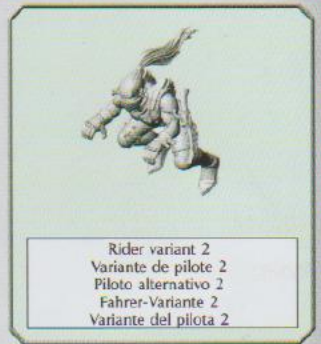 Rider variant 2
Variante de pilote 2
Piloto alternativo 2
Fahrer-Variante 2
Variante del pilota 2